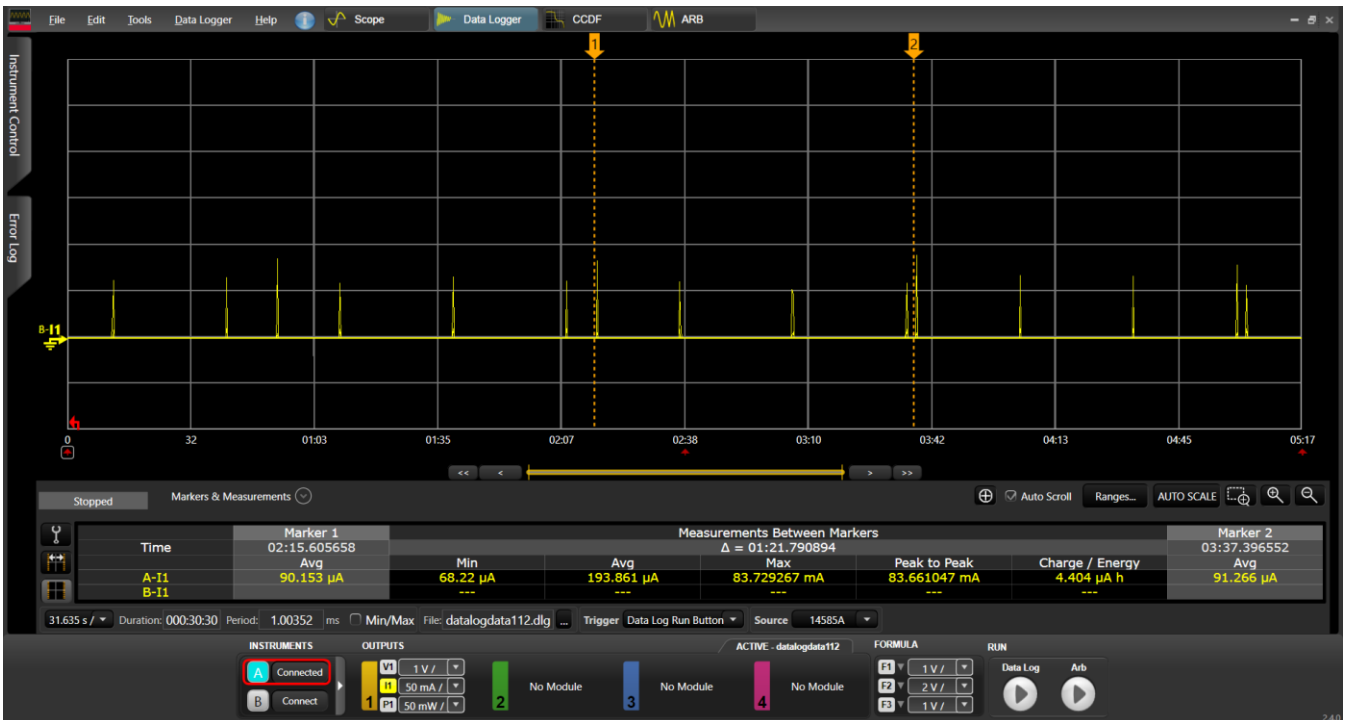 File Edit Tools Data Logger Help i Scope Data Logger CCDF ARB
Instrument Control
Error Log
1 2
B-I1
0 32 01:03 01:35 02:07 02:38 03:10 03:42 04:13 04:45 05:17
<< < > >>
Stopped Markers & Measurements Auto Scroll Ranges... AUTO SCALE
Marker 1 Measurements Between Markers Marker 2
Time 02:15.605658 Δ = 01:21.790894 03:37.396552
Avg Min Avg Max Peak to Peak Charge / Energy Avg
A-I1 90.153 µA 68.22 µA 193.861 µA 83.729267 mA 83.661047 mA 4.404 µA h 91.266 µA
B-I1 --- --- --- --- ---
31.635 s / Duration: 000:30:30 Period: 1.00352 ms Min/Max File: datalogdata112.dlg ... Trigger Data Log Run Button Source 14585A
INSTRUMENTS OUTPUTS ACTIVE - datalogdata112 FORMULA RUN
A Connected V1 1 V / F1 1 V / Data Log Arb
I1 50 mA / No Module No Module No Module F2 2 V /
B Connect 1 P1 50 mW / 2 3 4 F3 1 V /
2.4.0